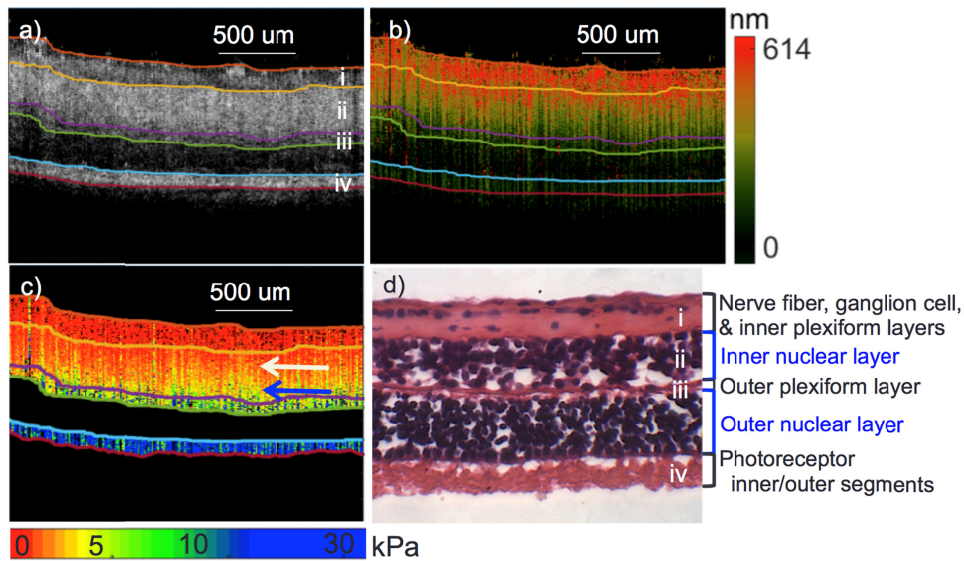 a)
500 um
i
ii
iii
iv
b)
500 um
nm
614
0
c)
500 um
0 5 10 30 kPa
d)
i
ii
iii
iv
Nerve fiber, ganglion cell,
& inner plexiform layers
Inner nuclear layer
Outer plexiform layer
Outer nuclear layer
Photoreceptor
inner/outer segments